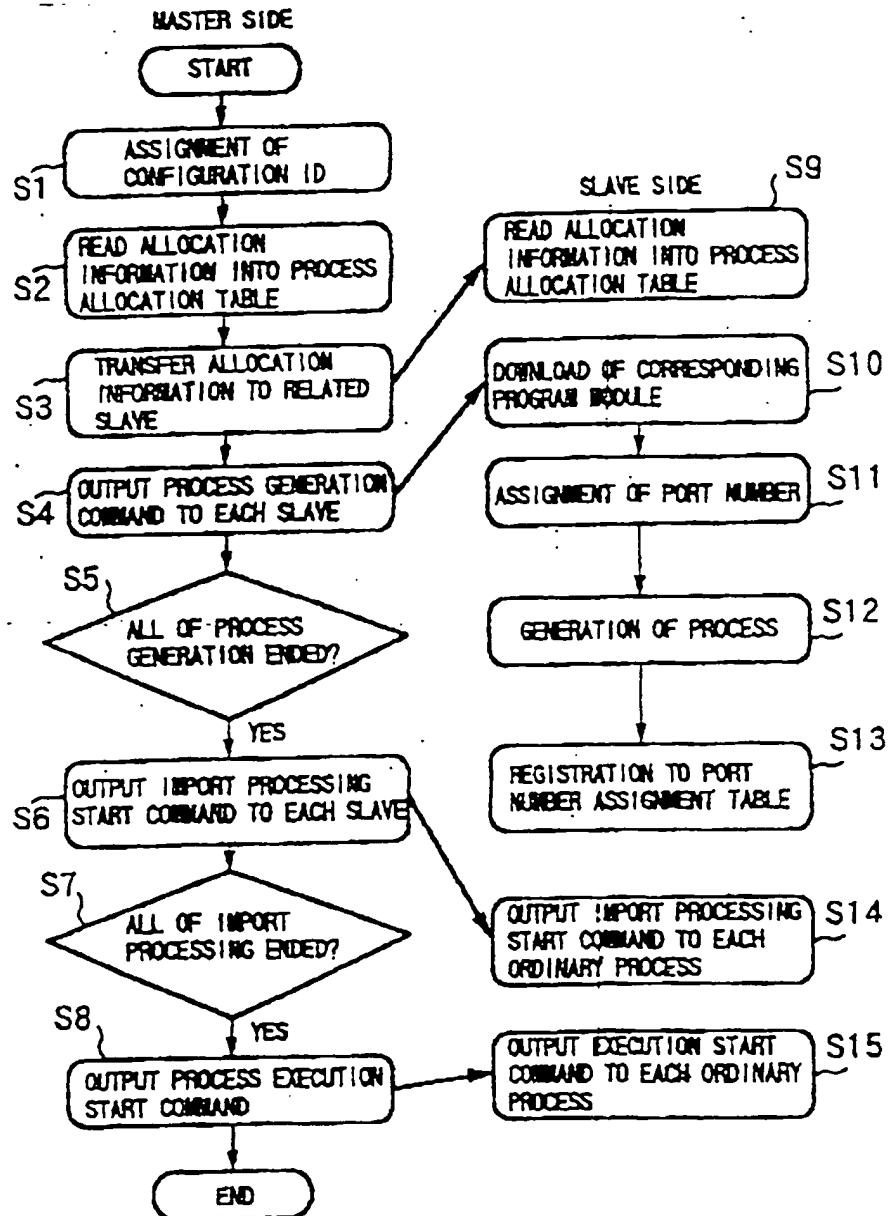 MASTER SIDE
START
S1
ASSIGNMENT OF
CONFIGURATION ID
S2
READ ALLOCATION
INFORMATION INTO PROCESS
ALLOCATION TABLE
S3
TRANSFER ALLOCATION
INFORMATION TO RELATED
SLAVE
S4
OUTPUT PROCESS GENERATION
COMMAND TO EACH SLAVE
S5
ALL OF PROCESS
GENERATION ENDED?
YES
S6
OUTPUT IMPORT PROCESSING
START COMMAND TO EACH SLAVE
S7
ALL OF IMPORT
PROCESSING ENDED?
YES
S8
OUTPUT PROCESS EXECUTION
START COMMAND
END
SLAVE SIDE
S9
READ ALLOCATION
INFORMATION INTO PROCESS
ALLOCATION TABLE
S10
DOWNLOAD OF CORRESPONDING
PROGRAM MODULE
S11
ASSIGNMENT OF PORT NUMBER
S12
GENERATION OF PROCESS
S13
REGISTRATION TO PORT
NUMBER ASSIGNMENT TABLE
S14
OUTPUT IMPORT PROCESSING
START COMMAND TO EACH
ORDINARY PROCESS
S15
OUTPUT EXECUTION START
COMMAND TO EACH ORDINARY
PROCESS